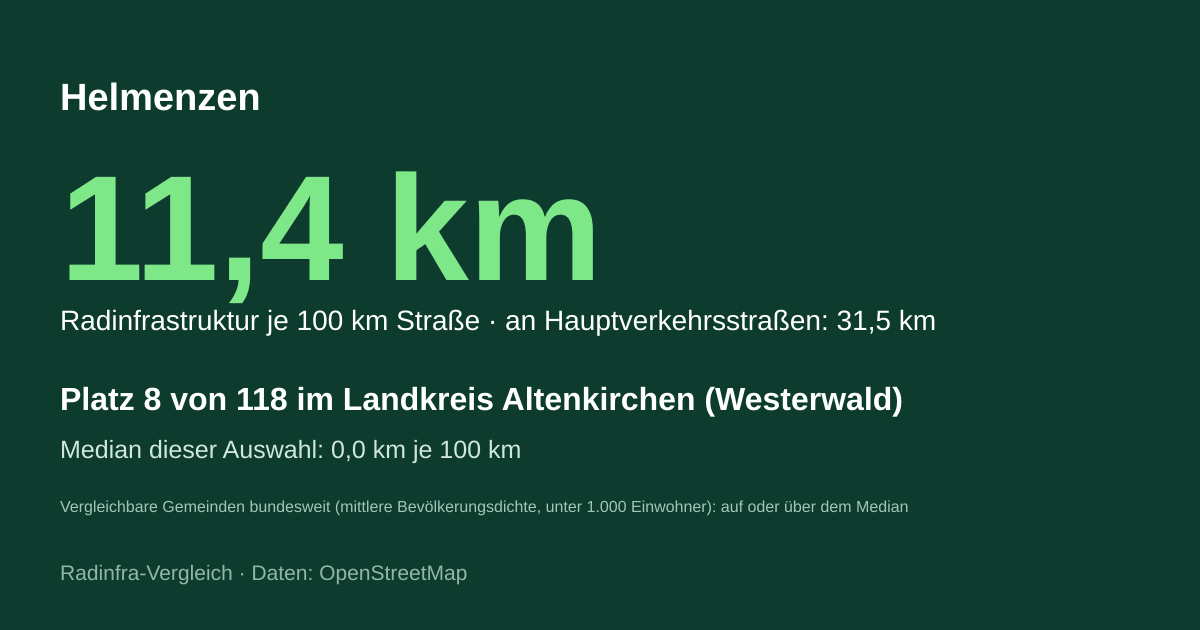 Helmenzen
11,4 km
Radinfrastruktur je 100 km Straße · an Hauptverkehrsstraßen: 31,5 km
Platz 8 von 118 im Landkreis Altenkirchen (Westerwald)
Median dieser Auswahl: 0,0 km je 100 km
Vergleichbare Gemeinden bundesweit (mittlere Bevölkerungsdichte, unter 1.000 Einwohner): auf oder über dem Median
Radinfra-Vergleich · Daten: OpenStreetMap